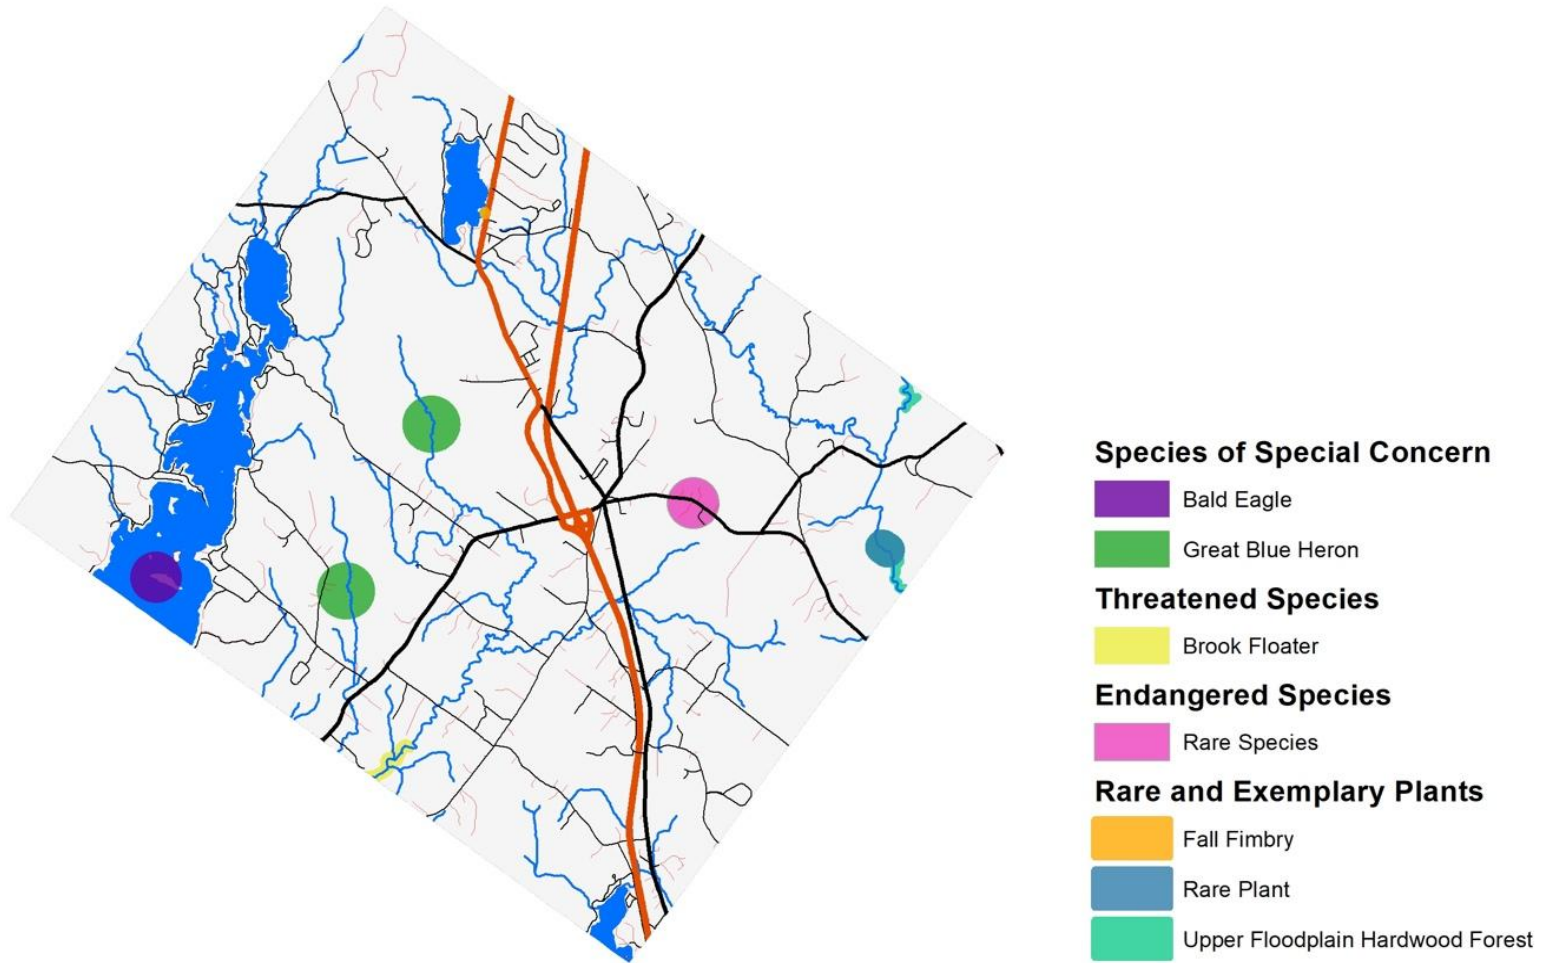 Species of Special Concern
Bald Eagle
Great Blue Heron
Threatened Species
Brook Floater
Endangered Species
Rare Species
Rare and Exemplary Plants
Fall Fimbry
Rare Plant
Upper Floodplain Hardwood Forest